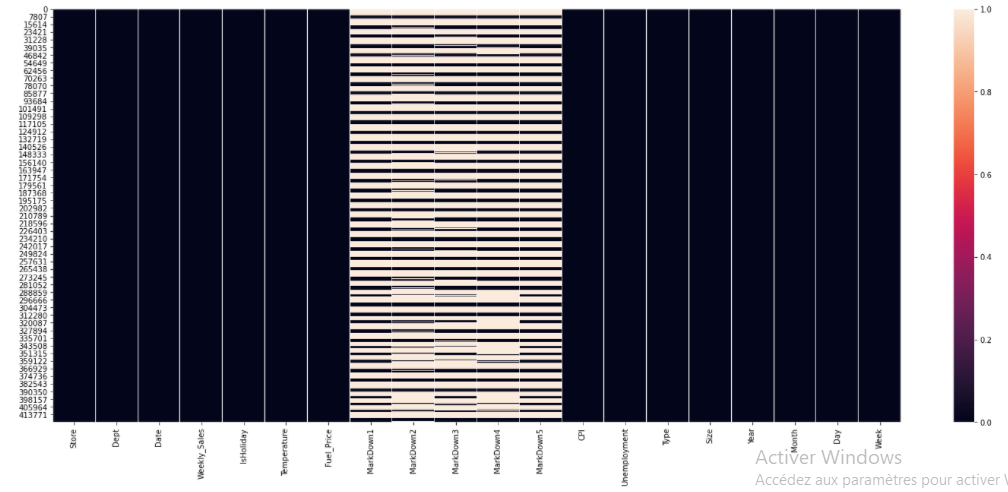 0
7807
15614
23421
31228
39035
46842
54649
62456
70263
78070
85877
93684
101491
109298
117105
124912
132719
140526
148333
156140
163947
171754
179561
187368
195175
202982
210789
218596
226403
234210
242017
249824
257631
265438
273245
281052
288859
296666
304473
312280
320087
327894
335701
343508
351315
359122
366929
374736
382543
390350
398157
405964
413771
Store
Dept
Date
Weekly_Sales
IsHoliday
Temperature
Fuel_Price
MarkDown1
MarkDown2
MarkDown3
MarkDown4
MarkDown5
CPI
Unemployment
Type
Size
Year
Month
Day
Week
1.0
0.8
0.6
0.4
0.2
0.0
Activer Windows
Accédez aux paramètres pour activer W